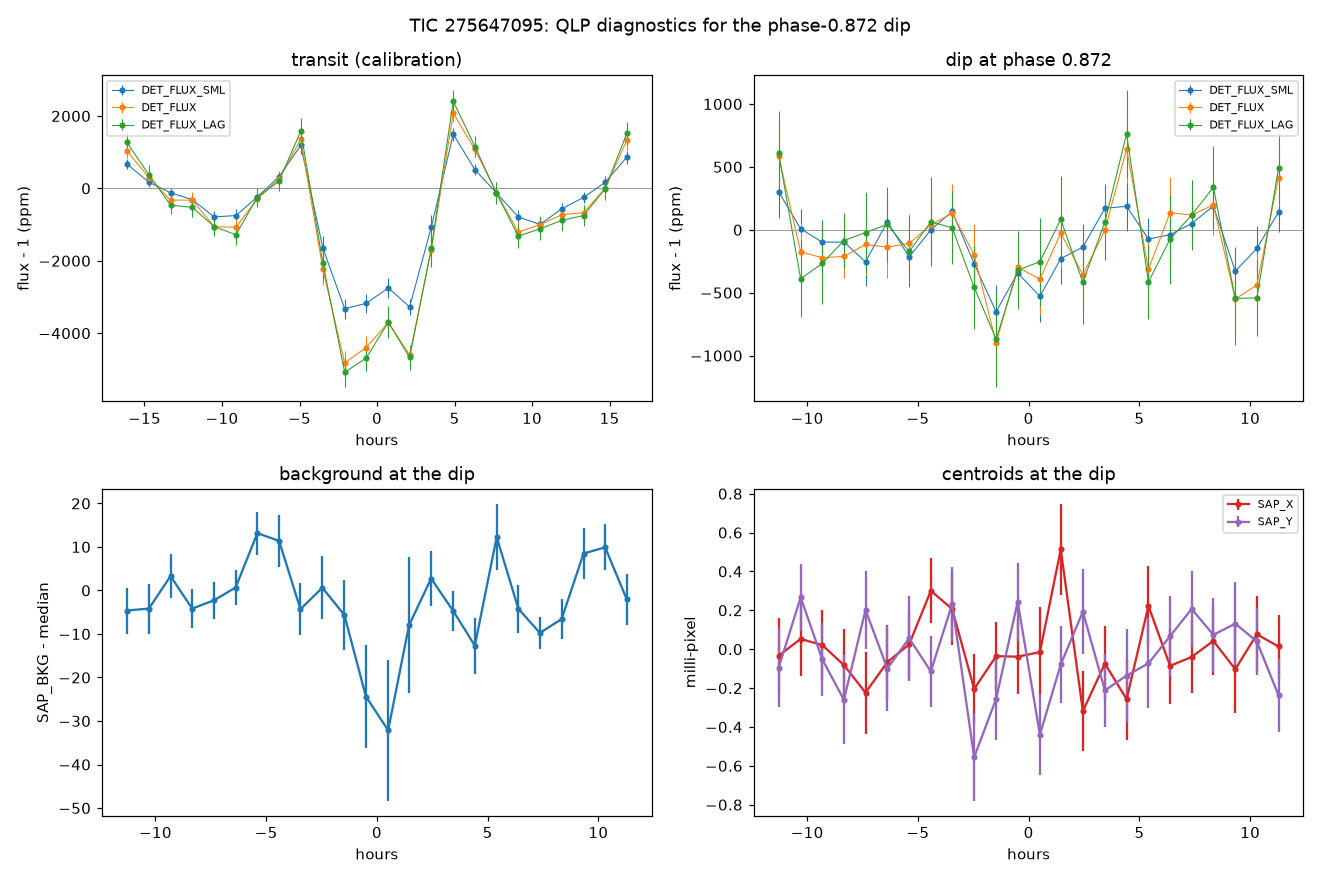 TIC 275647095: QLP diagnostics for the phase-0.872 dip
transit (calibration)
DET_FLUX_SML
DET_FLUX
DET_FLUX_LAG
2000
0
−2000
−4000
flux - 1 (ppm)
−15
−10
−5
0
5
10
15
hours
dip at phase 0.872
DET_FLUX_SML
DET_FLUX
DET_FLUX_LAG
1000
500
0
−500
−1000
flux - 1 (ppm)
−10
−5
0
5
10
hours
background at the dip
20
10
0
−10
−20
−30
−40
−50
SAP_BKG - median
−10
−5
0
5
10
hours
centroids at the dip
SAP_X
SAP_Y
0.8
0.6
0.4
0.2
0.0
−0.2
−0.4
−0.6
−0.8
milli-pixel
−10
−5
0
5
10
hours